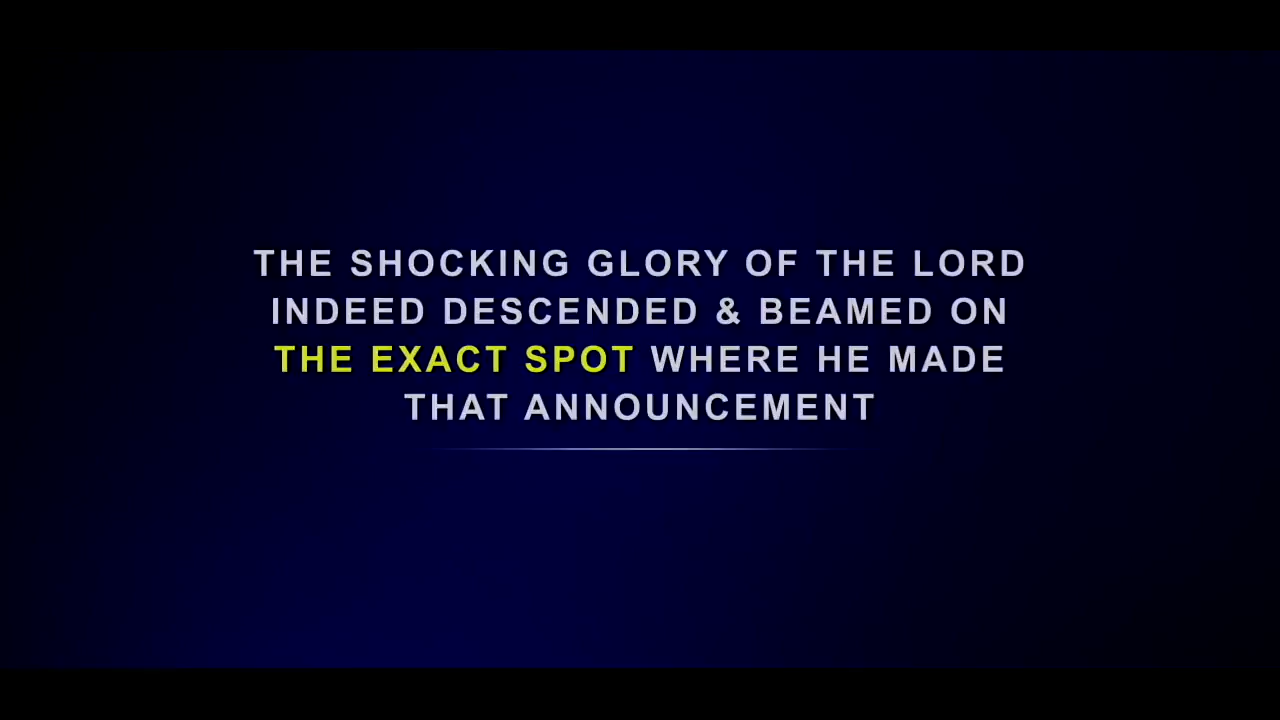 THE SHOCKING GLORY OF THE LORD
INDEED DESCENDED & BEAMED ON
THE EXACT SPOT WHERE HE MADE
THAT ANNOUNCEMENT